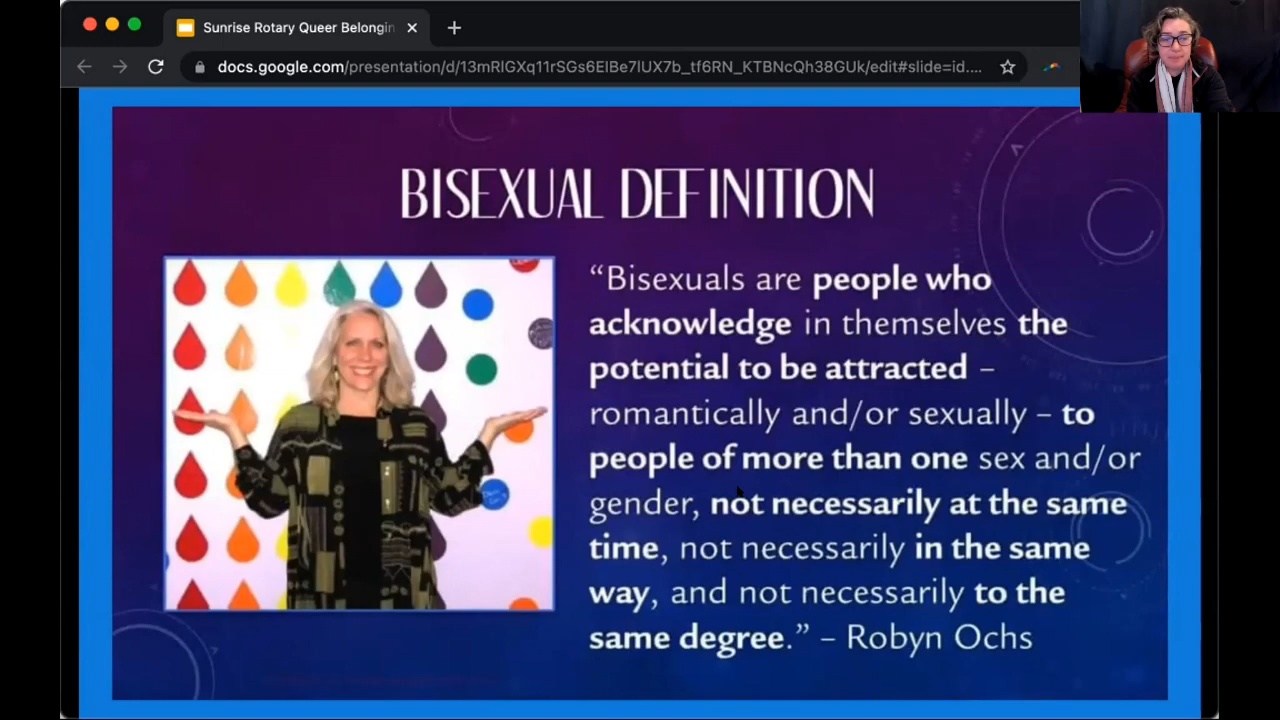 Sunrise Rotary Queer Belongin
docs.google.com/presentation/d/13mRlGXq11rSGs6ElBe7lUX7b_tf6RN_KTBNcQh38GUk/edit#slide=id....
BISEXUAL DEFINITION
“Bisexuals are people who
acknowledge in themselves the
potential to be attracted –
romantically and/or sexually – to
people of more than one sex and/or
gender, not necessarily at the same
time, not necessarily in the same
way, and not necessarily to the
same degree.” – Robyn Ochs